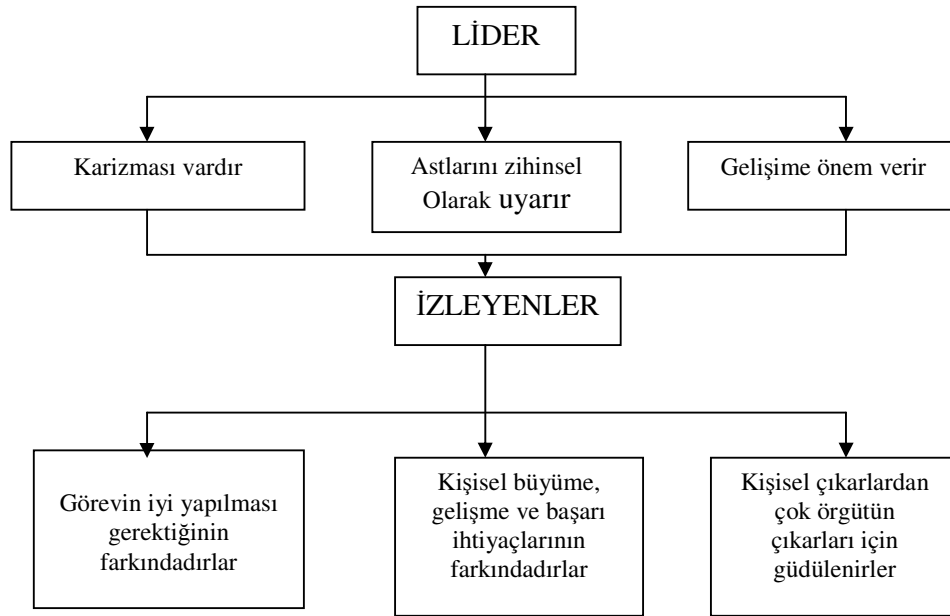 LİDER
Karizması vardır
Astlarını zihinsel
Olarak uyarır
Gelişime önem verir
İZLEYENLER
Görevin iyi yapılması
gerektiğinin
farkındadırlar
Kişisel büyüme,
gelişme ve başarı
ihtiyaçlarının
farkındadırlar
Kişisel çıkarlardan
çok örgütün
çıkarları için
güdülenirler